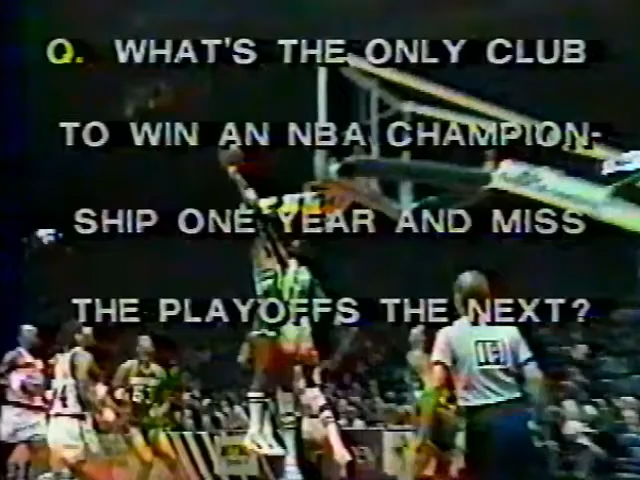 Q. WHAT'S THE ONLY CLUB
TO WIN AN NBA CHAMPION-
SHIP ONE YEAR AND MISS
THE PLAYOFFS THE NEXT?